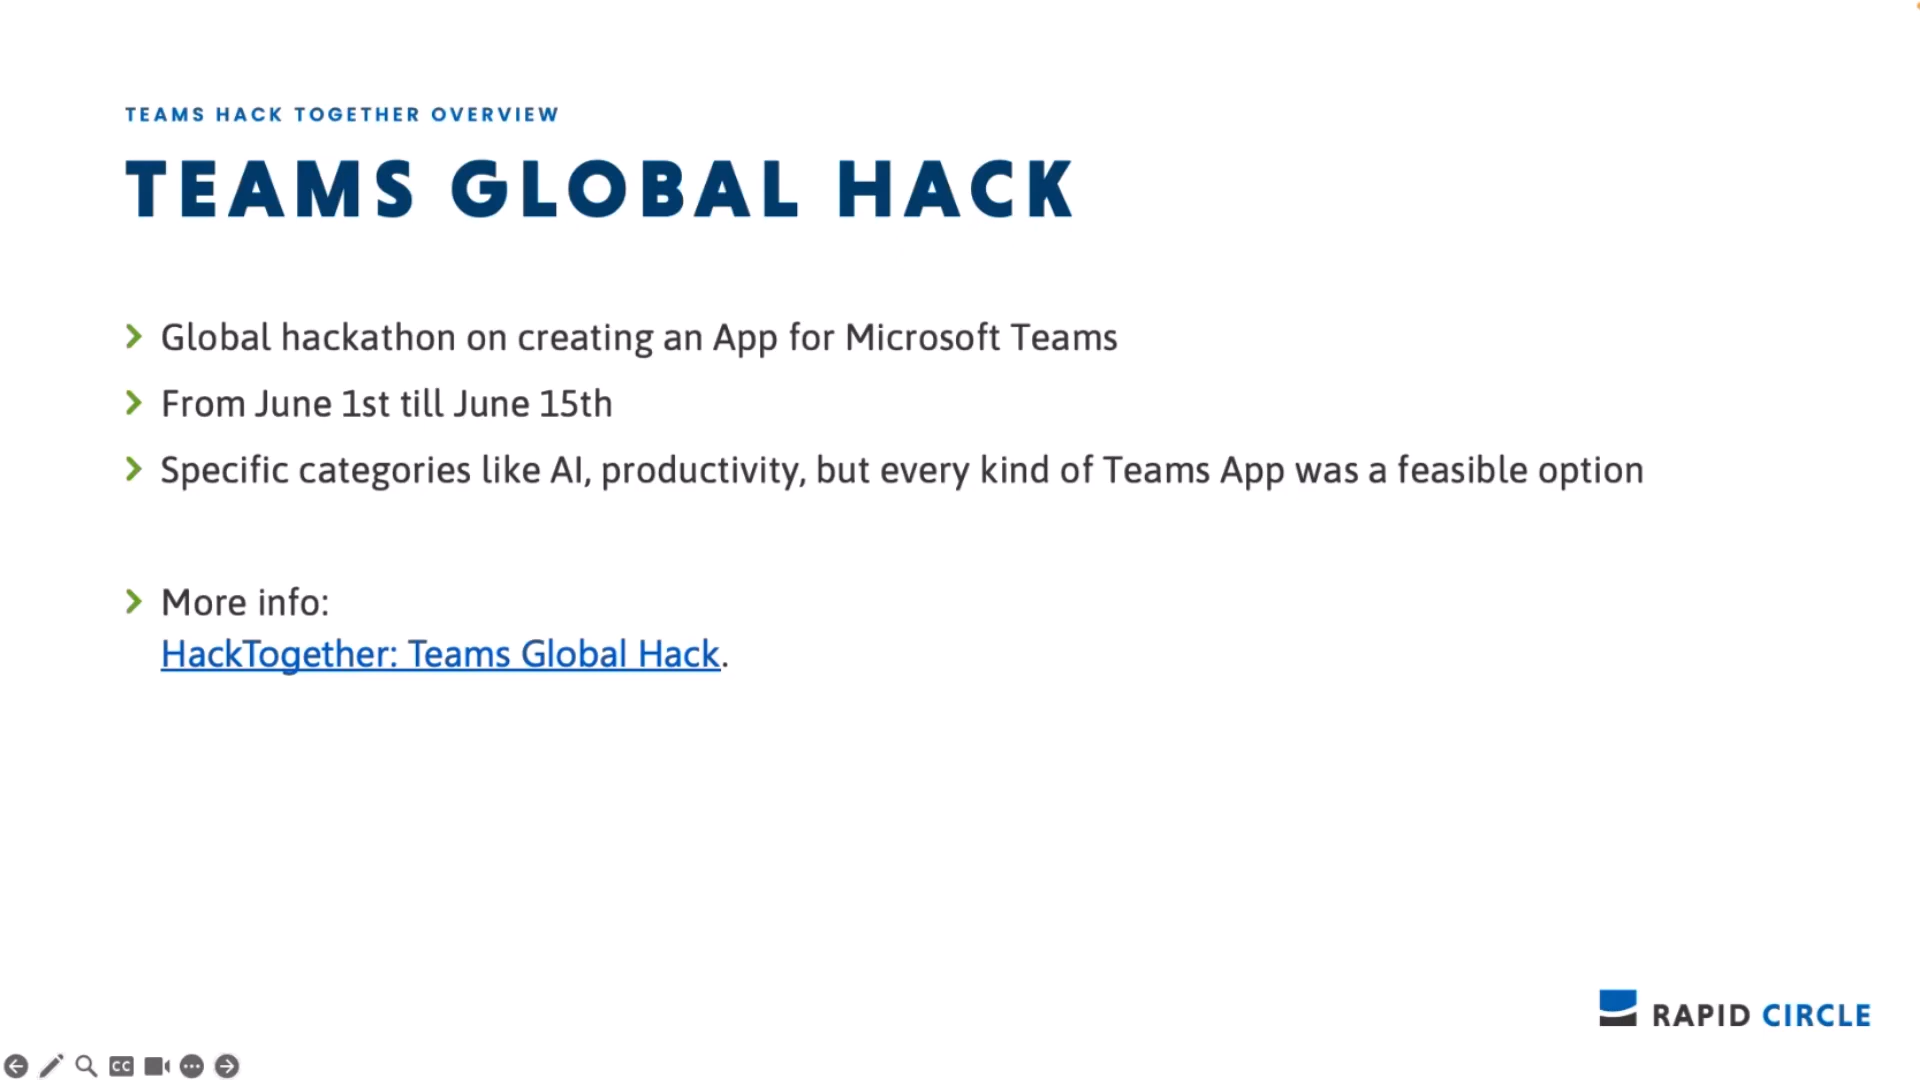 TEAMS HACK TOGETHER OVERVIEW
TEAMS GLOBAL HACK
Global hackathon on creating an App for Microsoft Teams
From June 1st till June 15th
Specific categories like AI, productivity, but every kind of Teams App was a feasible option
More info:
HackTogether: Teams Global Hack.
RAPID CIRCLE
CC